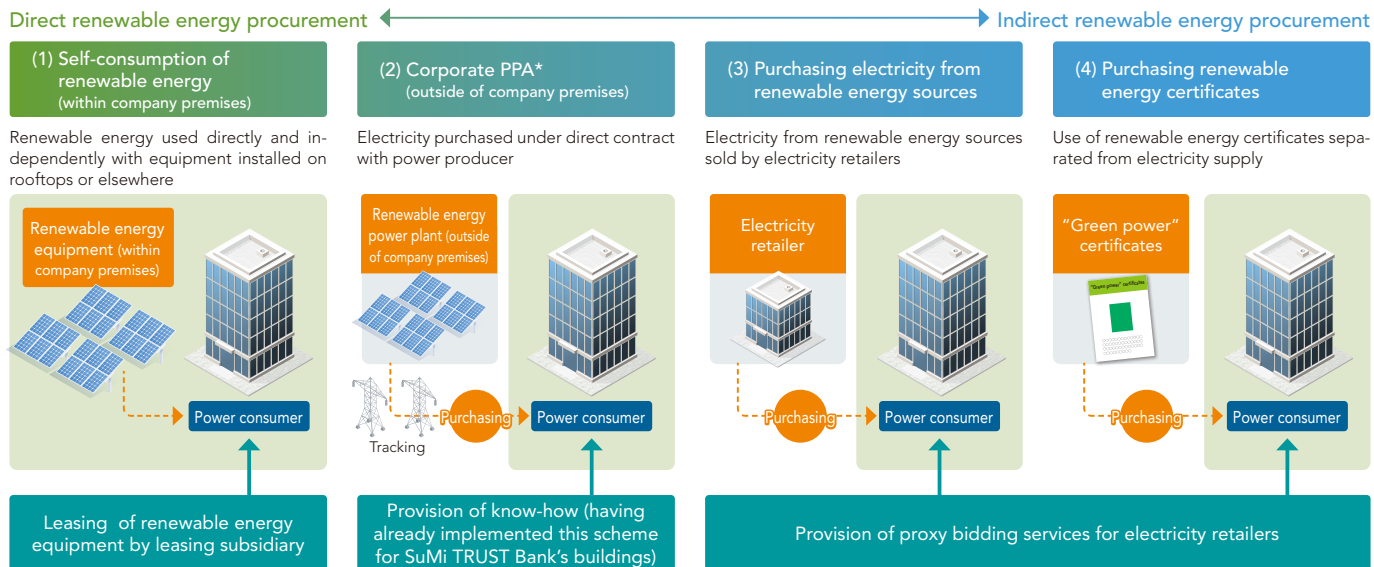 Direct renewable energy procurement
Indirect renewable energy procurement
(1) Self-consumption of
renewable energy
(within company premises)
Renewable energy used directly and in-
dependently with equipment installed on
rooftops or elsewhere
Renewable energy
equipment (within
company premises)
Power consumer
Leasing of renewable energy
equipment by leasing subsidiary
(2) Corporate PPA*
(outside of company premises)
Electricity purchased under direct contract
with power producer
Renewable energy
power plant (outside
of company premises)
Tracking
Purchasing
Power consumer
Provision of know-how (having
already implemented this scheme
for SuMi TRUST Bank's buildings)
(3) Purchasing electricity from
renewable energy sources
Electricity from renewable energy sources
sold by electricity retailers
Electricity
retailer
Purchasing
Power consumer
(4) Purchasing renewable
energy certificates
Use of renewable energy certificates sepa-
rated from electricity supply
“Green power”
certificates
"Green power" certificates
Purchasing
Power consumer
Provision of proxy bidding services for electricity retailers